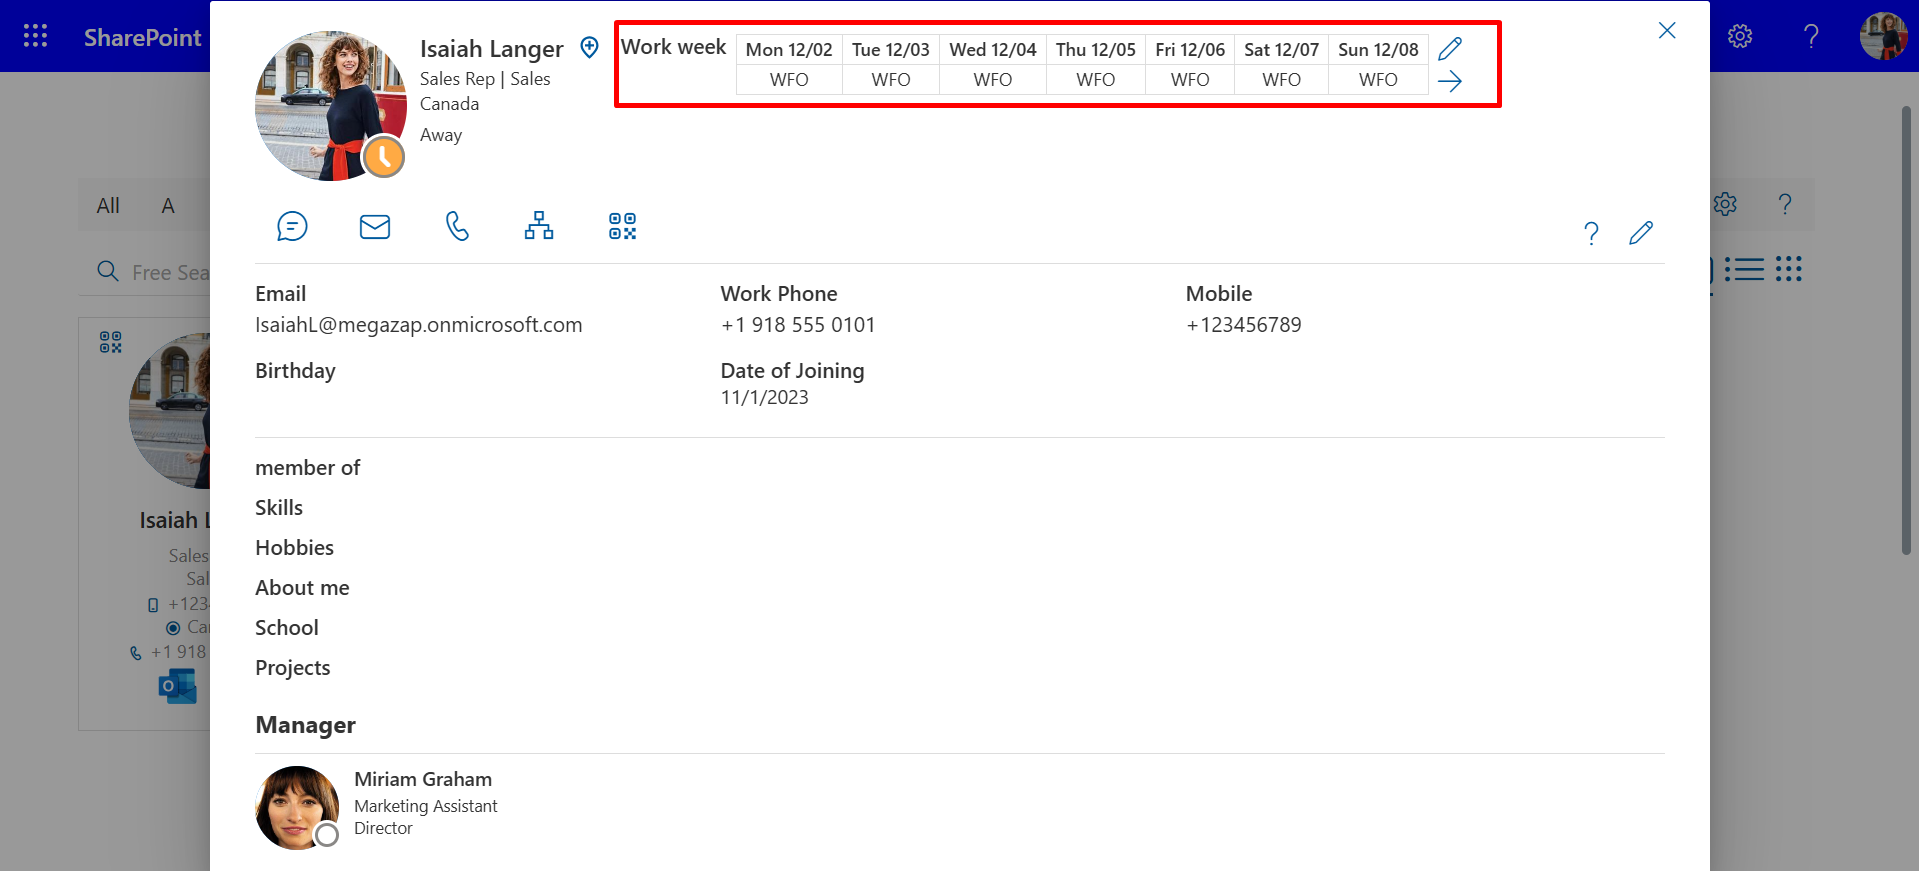 SharePoint
All A
Free Sea
Isaiah L
Sales
Sal
+123
Car
+1 918
Isaiah Langer
Sales Rep | Sales
Canada
Away
Work week
Mon 12/02 Tue 12/03 Wed 12/04 Thu 12/05 Fri 12/06 Sat 12/07 Sun 12/08
WFO WFO WFO WFO WFO WFO WFO
Email Work Phone Mobile
IsaiahL@megazap.onmicrosoft.com +1 918 555 0101 +123456789
Birthday Date of Joining
11/1/2023
member of
Skills
Hobbies
About me
School
Projects
Manager
Miriam Graham
Marketing Assistant
Director